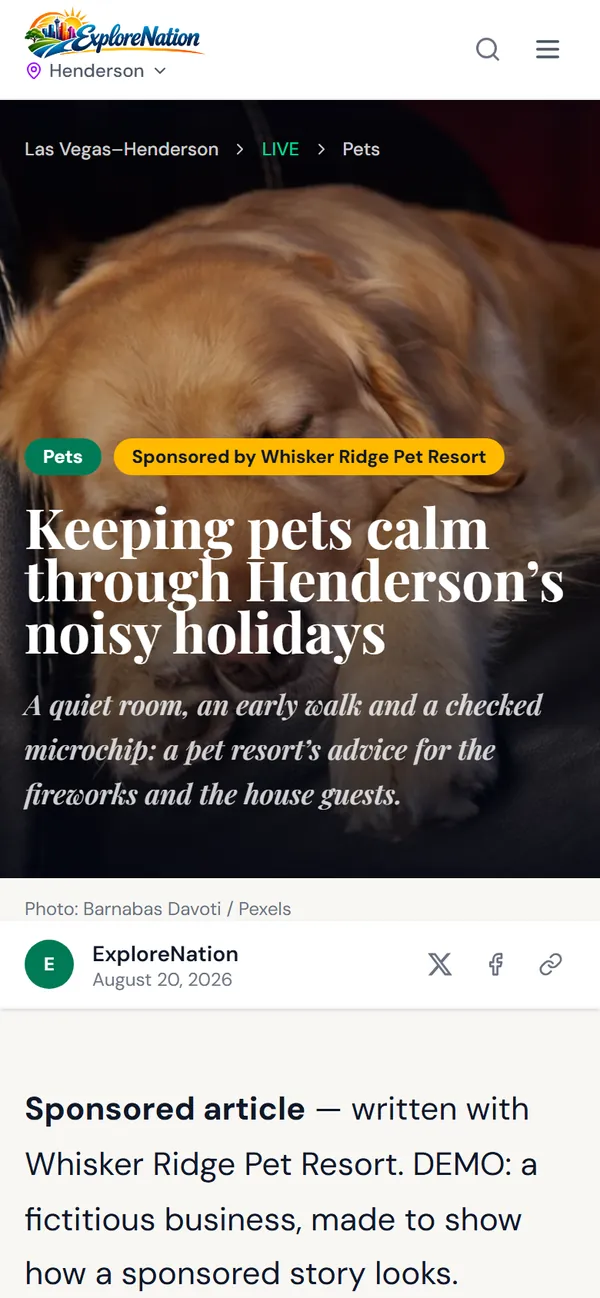 ExploreNation
Henderson
Las Vegas–Henderson > LIVE > Pets
Pets
Sponsored by Whisker Ridge Pet Resort
Keeping pets calm
through Henderson’s
noisy holidays
A quiet room, an early walk and a checked
microchip: a pet resort’s advice for the
fireworks and the house guests.
Photo: Barnabas Davoti / Pexels
E
ExploreNation
August 20, 2026
Sponsored article — written with
Whisker Ridge Pet Resort. DEMO: a
fictitious business, made to show
how a sponsored story looks.